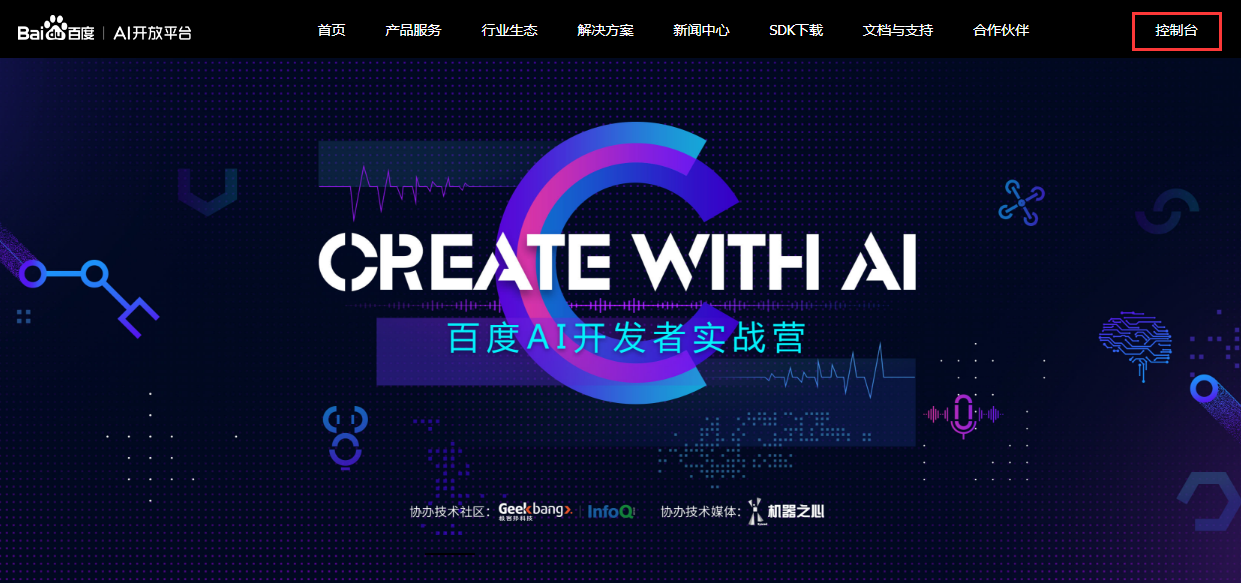 Baidu百度 | AI开放平台 首页 产品服务 行业生态 解决方案 新闻中心 SDK下载 文档与支持 合作伙伴 控制台
CREATE WITH AI
百度AI开发者实战营
协办技术社区: Geekbang> | InfoQ 协办技术媒体: 机器之心
极客邦科技